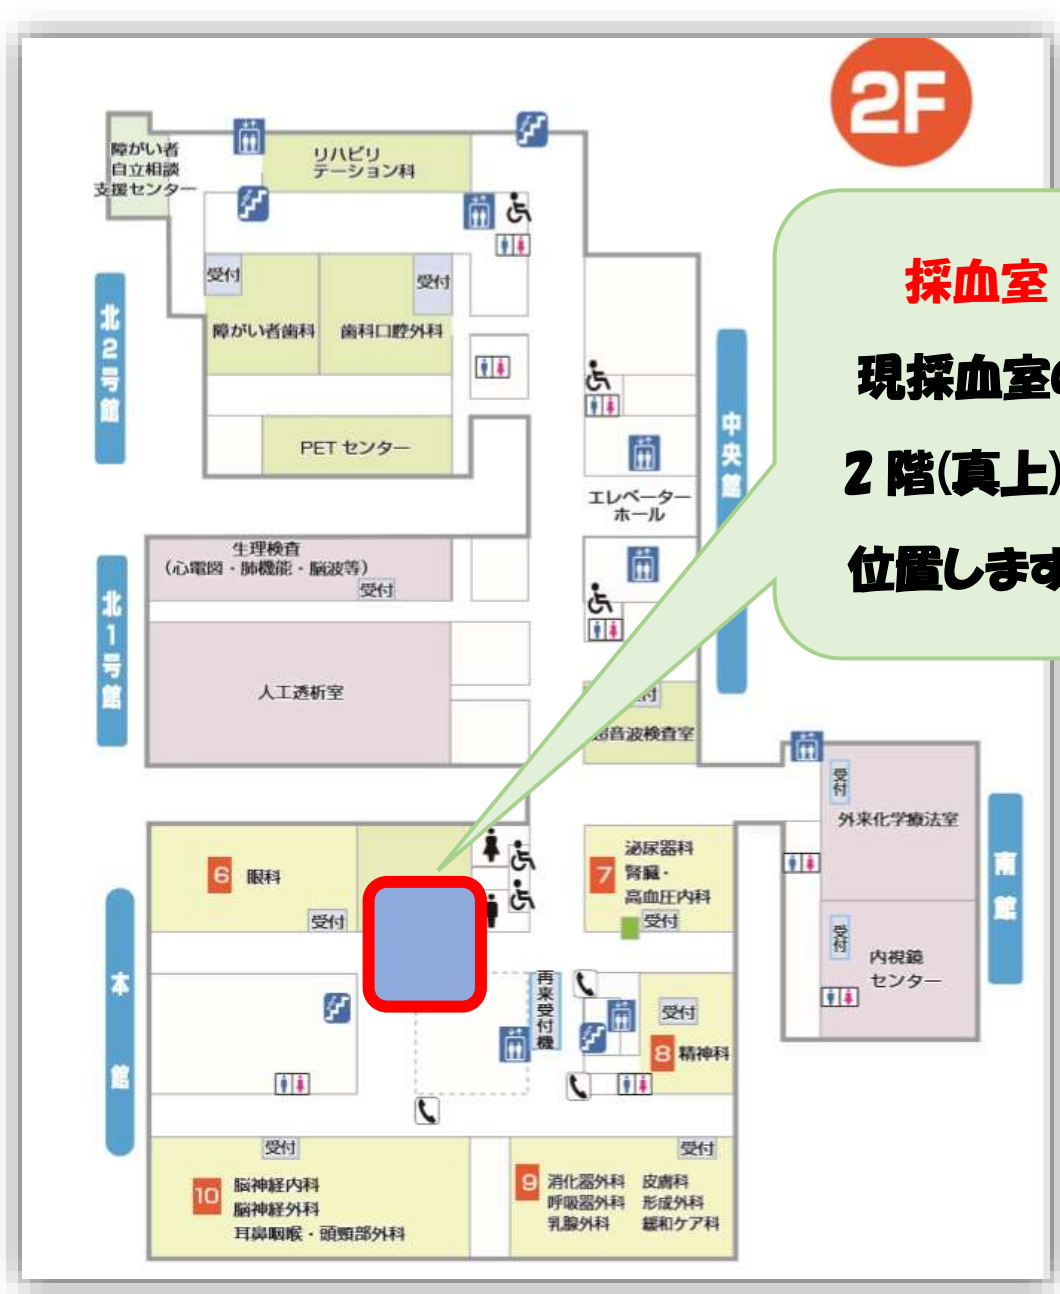 2F
障がい者
自立相談
支援センター
リハビリ
テーション科
受付
受付
障がい者歯科
歯科口腔外科
PETセンター
北2号館
採血室
現採血室
2階(真上)
位置します
中央館
エレベーター
ホール
生理検査
(心電図・肺機能・脳波等)
受付
北1号館
人工透析室
付
音波検査室
受付
外来化学療法室
南館
受付
内視鏡
センター
6 眼科
受付
7
泌尿器科
腎臓・
高血圧内科
受付
本館
再来受付機
受付
8 精神科
受付
10
脳神経内科
脳神経外科
耳鼻咽喉・頭頸部外科
受付
9
消化器外科 皮膚科
呼吸器外科 形成外科
乳腺外科 緩和ケア科